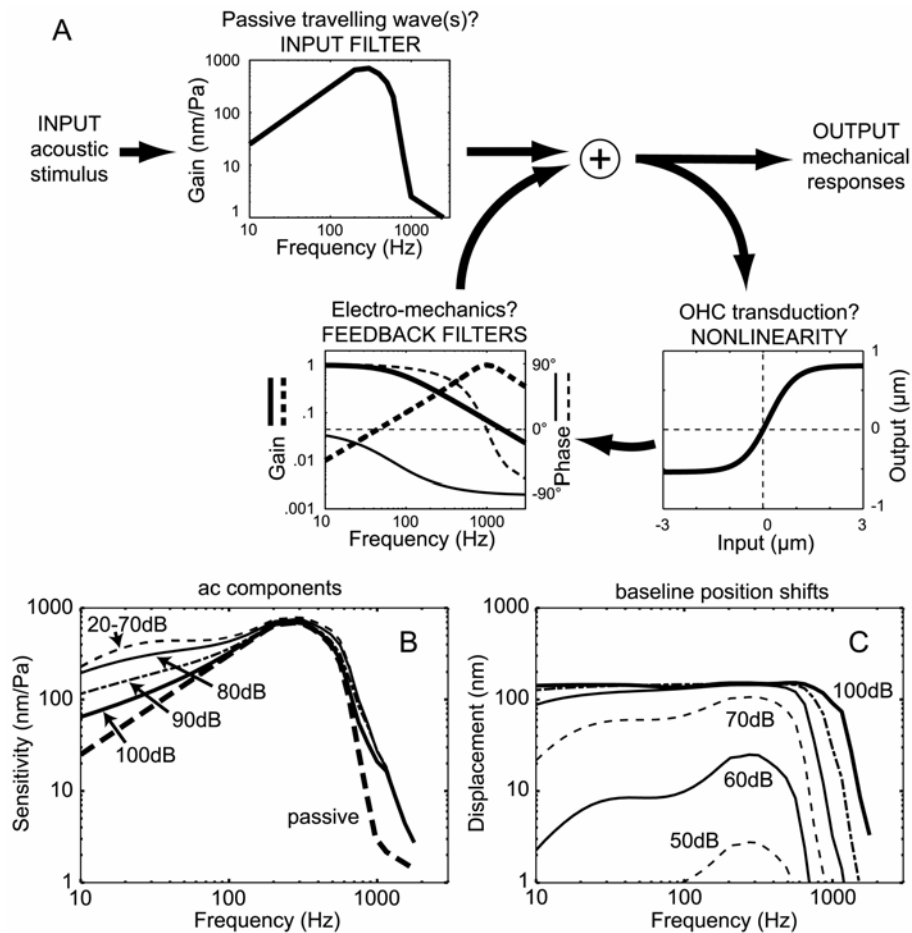 A
Passive travelling wave(s)?
INPUT FILTER
INPUT
acoustic
stimulus
Gain (nm/Pa)
1000
100
10
1
10
100
1000
Frequency (Hz)
+
OUTPUT
mechanical
responses
Electro-mechanics?
FEEDBACK FILTERS
Gain
1
.1
.01
.001
10
100
1000
Frequency (Hz)
90°
0°
-90°
Phase
OHC transduction?
NONLINEARITY
1
0
-1
Output (µm)
-3
0
3
Input (µm)
ac components
B
Sensitivity (nm/Pa)
1000
100
10
1
20-70dB
80dB
90dB
100dB
passive
10
100
1000
Frequency (Hz)
baseline position shifts
C
Displacement (nm)
1000
100
10
1
100dB
70dB
60dB
50dB
10
100
1000
Frequency (Hz)